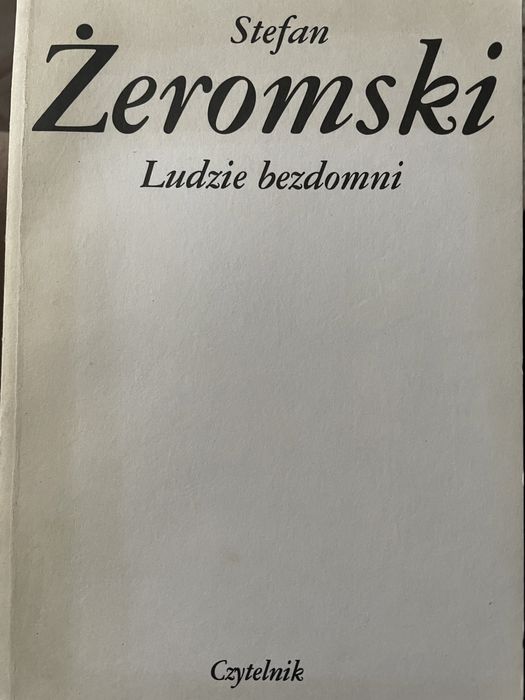 Stefan
Żeromski
Ludzie bezdomni
Czytelnik